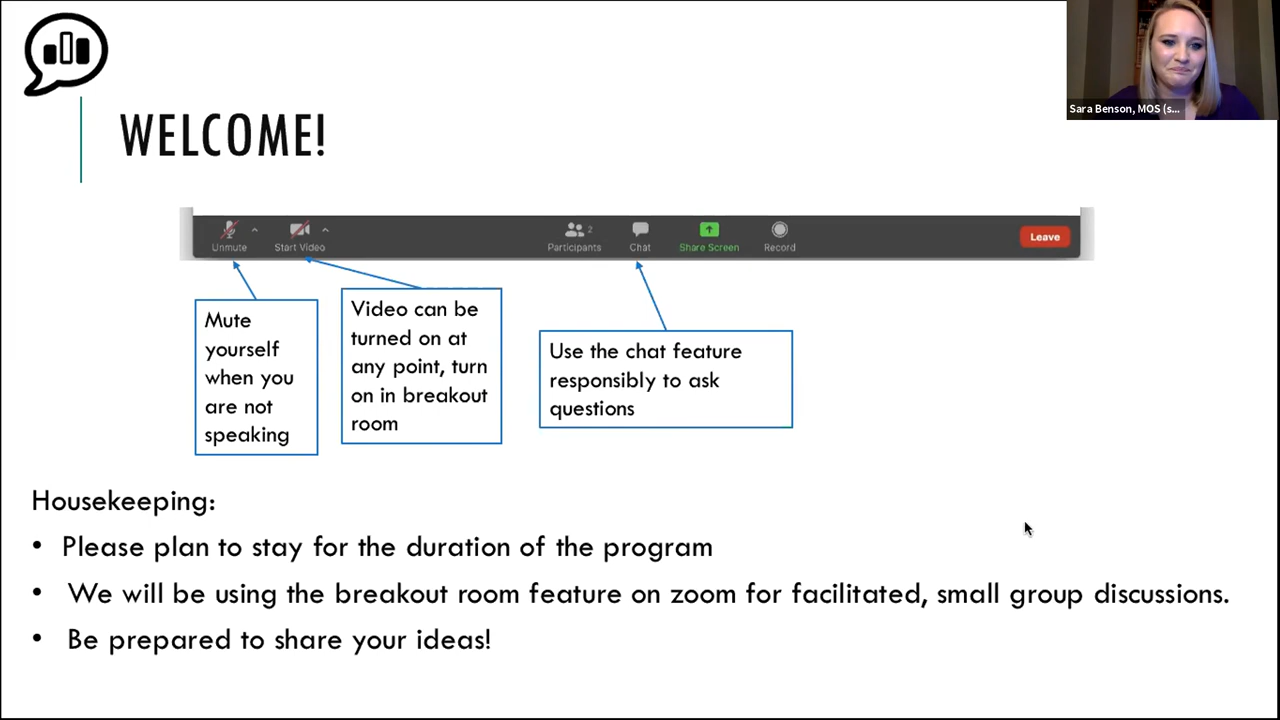 Sara Benson, MOS (s...
WELCOME!
Unmute
Start Video
Participants
2
Chat
Share Screen
Record
Leave
Mute
yourself
when you
are not
speaking
Video can be
turned on at
any point, turn
on in breakout
room
Use the chat feature
responsibly to ask
questions
Housekeeping:
• Please plan to stay for the duration of the program
• We will be using the breakout room feature on zoom for facilitated, small group discussions.
• Be prepared to share your ideas!